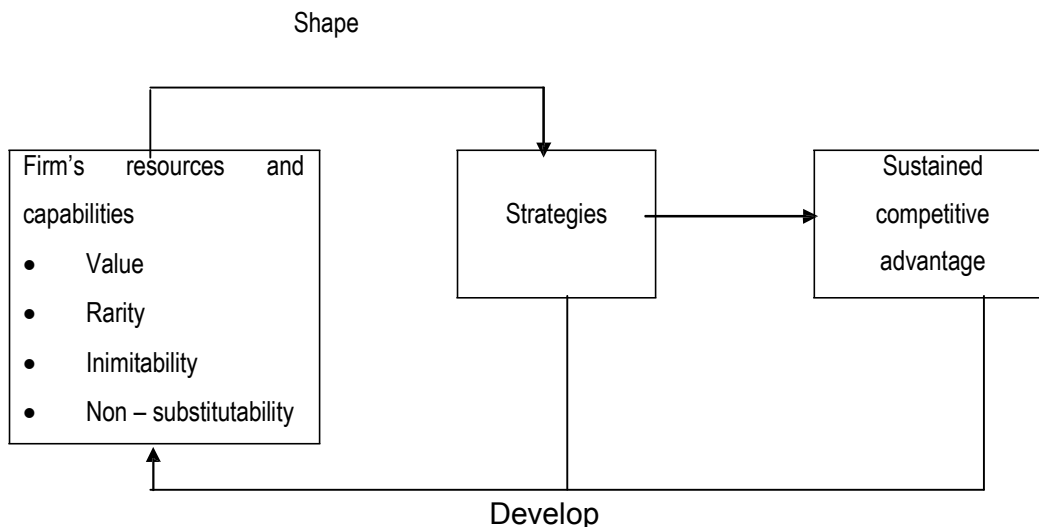 Shape
Firm’s resources and
capabilities
• Value
• Rarity
• Inimitability
• Non – substitutability
Strategies
Sustained
competitive
advantage
Develop